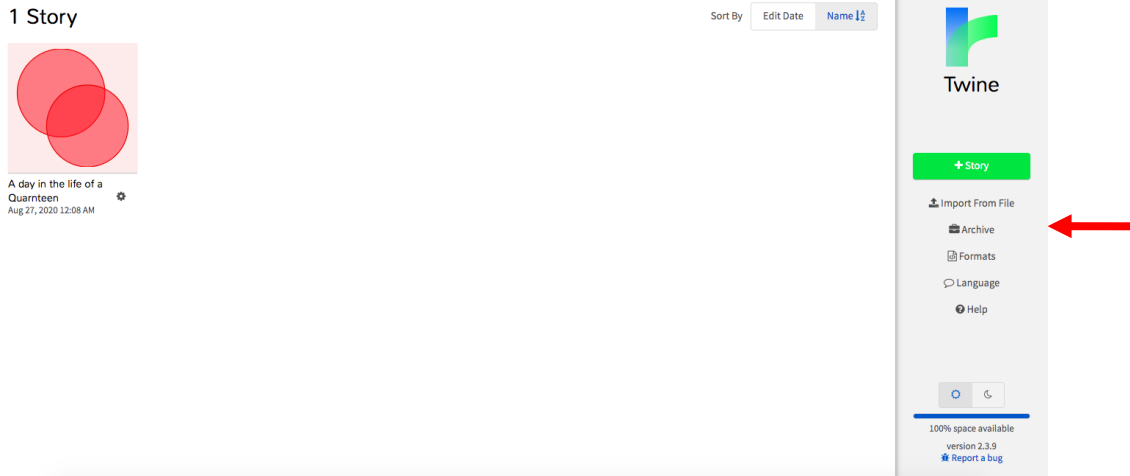 1 Story
Sort By Edit Date Name
A day in the life of a
Quarnteen
Aug 27, 2020 12:08 AM
Twine
+ Story
Import From File
Archive
Formats
Language
Help
100% space available
version 2.3.9
Report a bug